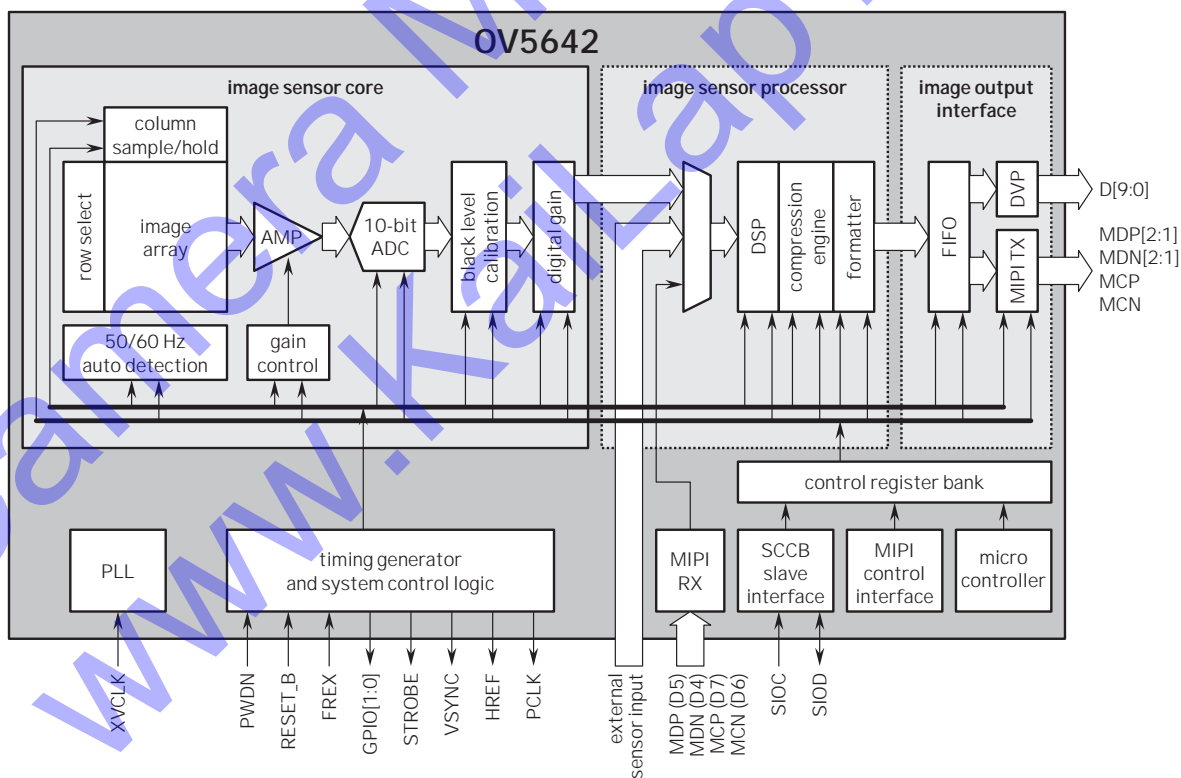 OV5642
image sensor core
image sensor processor
image output
interface
column
sample/hold
row select
image
array
AMP
10-bit
ADC
black level
calibration
digital gain
DSP
compression
engine
formatter
FIFO
DVP
MIPI TX
D[9:0]
MDP[2:1]
MDN[2:1]
MCP
MCN
50/60 Hz
auto detection
gain
control
control register bank
PLL
timing generator
and system control logic
MIPI
RX
SCCB
slave
interface
MIPI
control
interface
micro
controller
XVCLK
PWDN
RESET_B
FREX
GPIO[1:0]
STROBE
VSYNC
HREF
PCLK
external
sensor input
MDP (D5)
MDN (D4)
MCP (D7)
MCN (D6)
SIOC
SIOD
Camera M
www.KaiLap